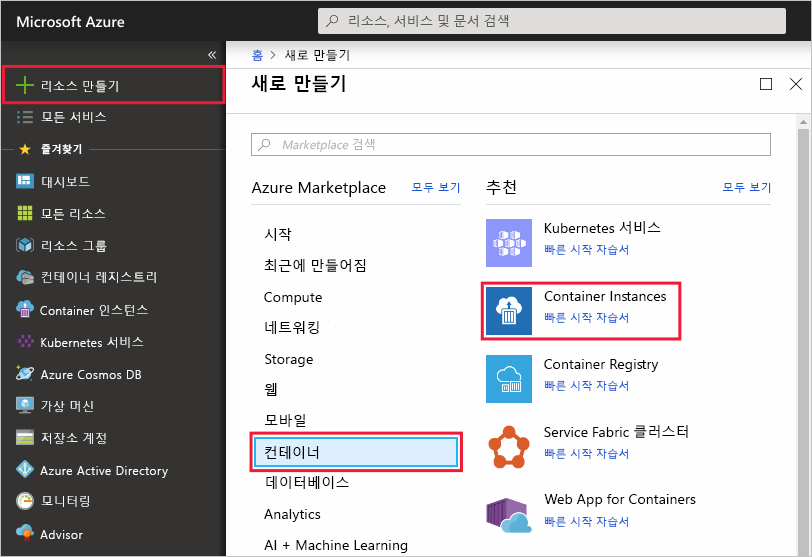 Microsoft Azure
리소스, 서비스 및 문서 검색
«
리소스 만들기
모든 서비스
즐겨찾기
대시보드
모든 리소스
리소스 그룹
컨테이너 레지스트리
Container 인스턴스
Kubernetes 서비스
Azure Cosmos DB
가상 머신
저장소 계정
Azure Active Directory
모니터링
Advisor
홈 > 새로 만들기
새로 만들기
Marketplace 검색
Azure Marketplace 모두 보기
시작
최근에 만들어짐
Compute
네트워킹
Storage
웹
모바일
컨테이너
데이터베이스
Analytics
AI + Machine Learning
추천 모두 보기
Kubernetes 서비스
빠른 시작 자습서
Container Instances
빠른 시작 자습서
Container Registry
빠른 시작 자습서
Service Fabric 클러스터
빠른 시작 자습서
Web App for Containers
빠른 시작 자습서